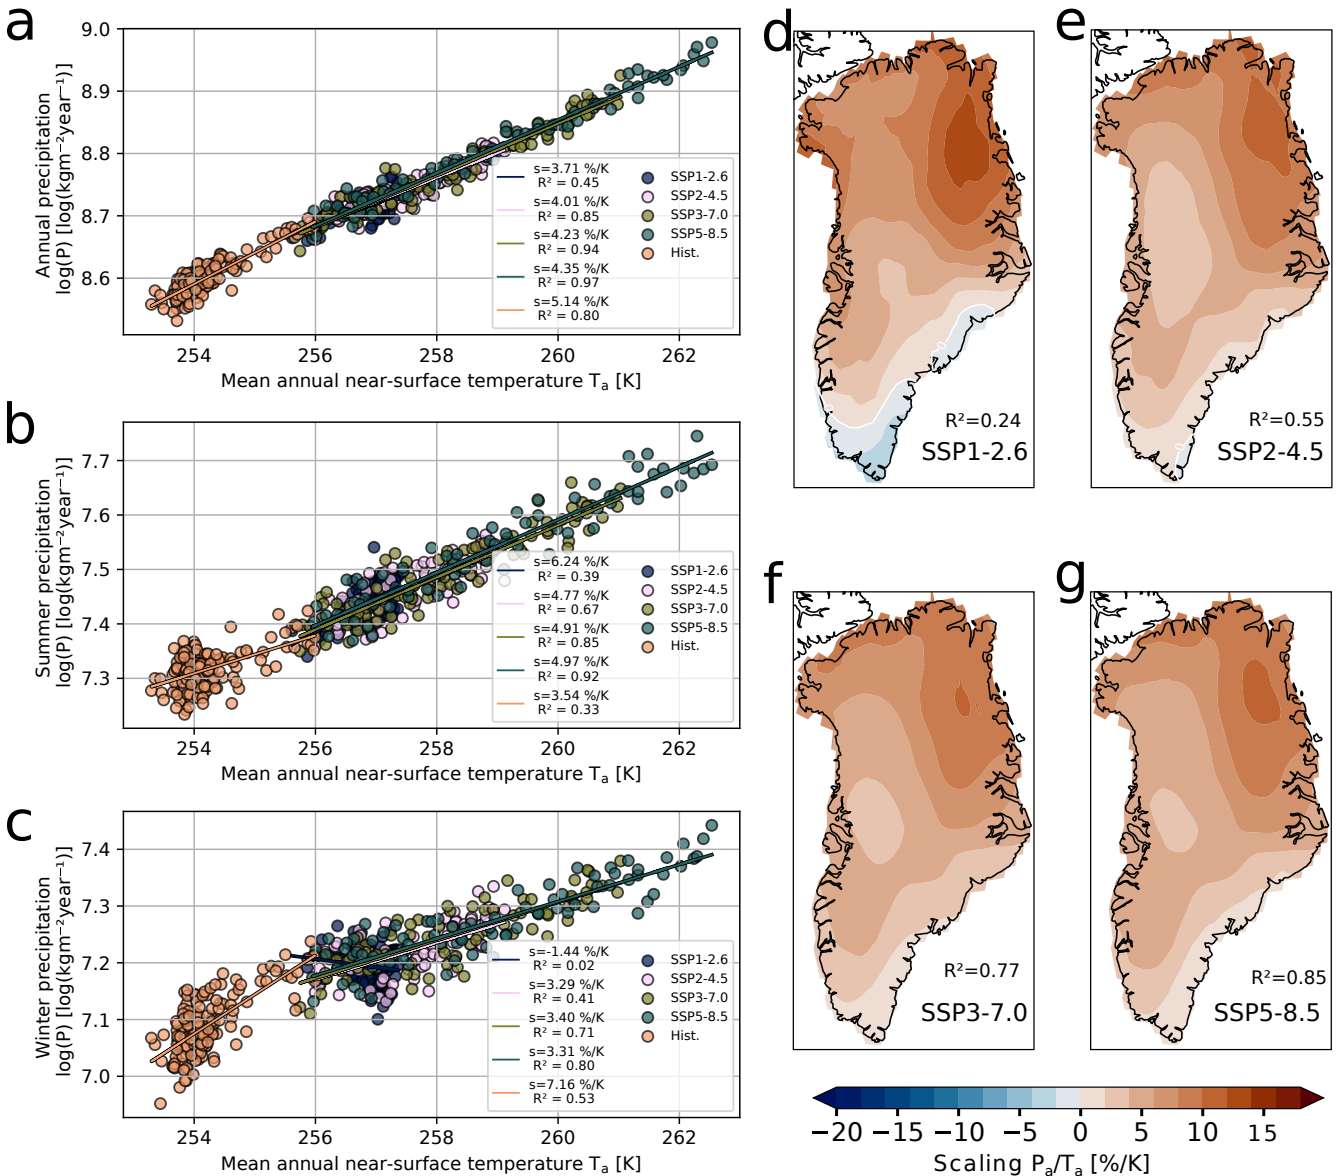 a
9.0
8.9
8.8
8.7
8.6
Annual precipitation
log(P) [log(kgm⁻²year⁻¹)]
s=3.71 %/K
R² = 0.45
s=4.01 %/K
R² = 0.85
s=4.23 %/K
R² = 0.94
s=4.35 %/K
R² = 0.97
s=5.14 %/K
R² = 0.80
SSP1-2.6
SSP2-4.5
SSP3-7.0
SSP5-8.5
Hist.
254 256 258 260 262
Mean annual near-surface temperature Tₐ [K]
b
7.7
7.6
7.5
7.4
7.3
Summer precipitation
log(P) [log(kgm⁻²year⁻¹)]
s=6.24 %/K
R² = 0.39
s=4.77 %/K
R² = 0.67
s=4.91 %/K
R² = 0.85
s=4.97 %/K
R² = 0.92
s=3.54 %/K
R² = 0.33
SSP1-2.6
SSP2-4.5
SSP3-7.0
SSP5-8.5
Hist.
254 256 258 260 262
Mean annual near-surface temperature Tₐ [K]
c
7.4
7.3
7.2
7.1
7.0
Winter precipitation
log(P) [log(kgm⁻²year⁻¹)]
s=-1.44 %/K
R² = 0.02
s=3.29 %/K
R² = 0.41
s=3.40 %/K
R² = 0.71
s=3.31 %/K
R² = 0.80
s=7.16 %/K
R² = 0.53
SSP1-2.6
SSP2-4.5
SSP3-7.0
SSP5-8.5
Hist.
254 256 258 260 262
Mean annual near-surface temperature Tₐ [K]
d
R²=0.24
SSP1-2.6
e
R²=0.55
SSP2-4.5
f
R²=0.77
SSP3-7.0
g
R²=0.85
SSP5-8.5
−20 −15 −10 −5 0 5 10 15
Scaling Pₐ/Tₐ [%/K]